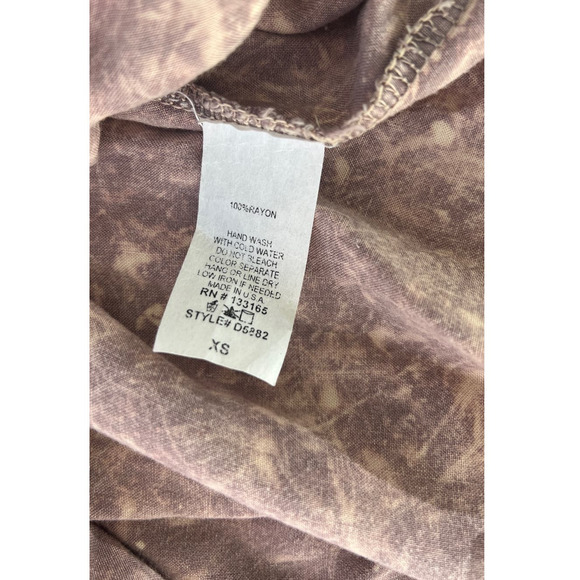 100%RAYON
HAND WASH
WITH COLD WATER
DO NOT BLEACH
COLOR SEPARATE
HANG OR LINE DRY
LOW IRON IF NEEDED
MADE IN U.S.A
RN # 133165
STYLE# D5882
XS